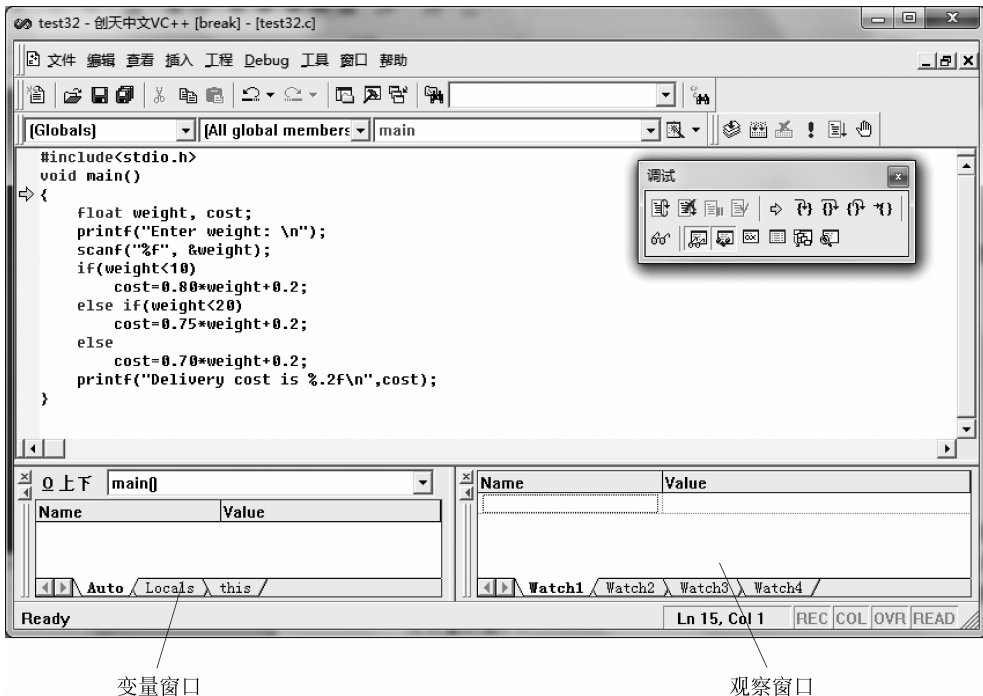 test32 - 创天中文VC++ [break] - [test32.c]
文件 编辑 查看 插入 工程 Debug 工具 窗口 帮助
(Globals) (All global members main
#include<stdio.h>
void main()
{
float weight, cost;
printf("Enter weight: \n");
scanf("%f", &weight);
if(weight<10)
cost=0.80*weight+0.2;
else if(weight<20)
cost=0.75*weight+0.2;
else
cost=0.70*weight+0.2;
printf("Delivery cost is %.2f\n",cost);
}
调试
0 上下 main()
Name Value
Auto Locals this
Name Value
Watch1 Watch2 Watch3 Watch4
Ready Ln 15, Col 1 REC COL OVR READ
变量窗口 观察窗口